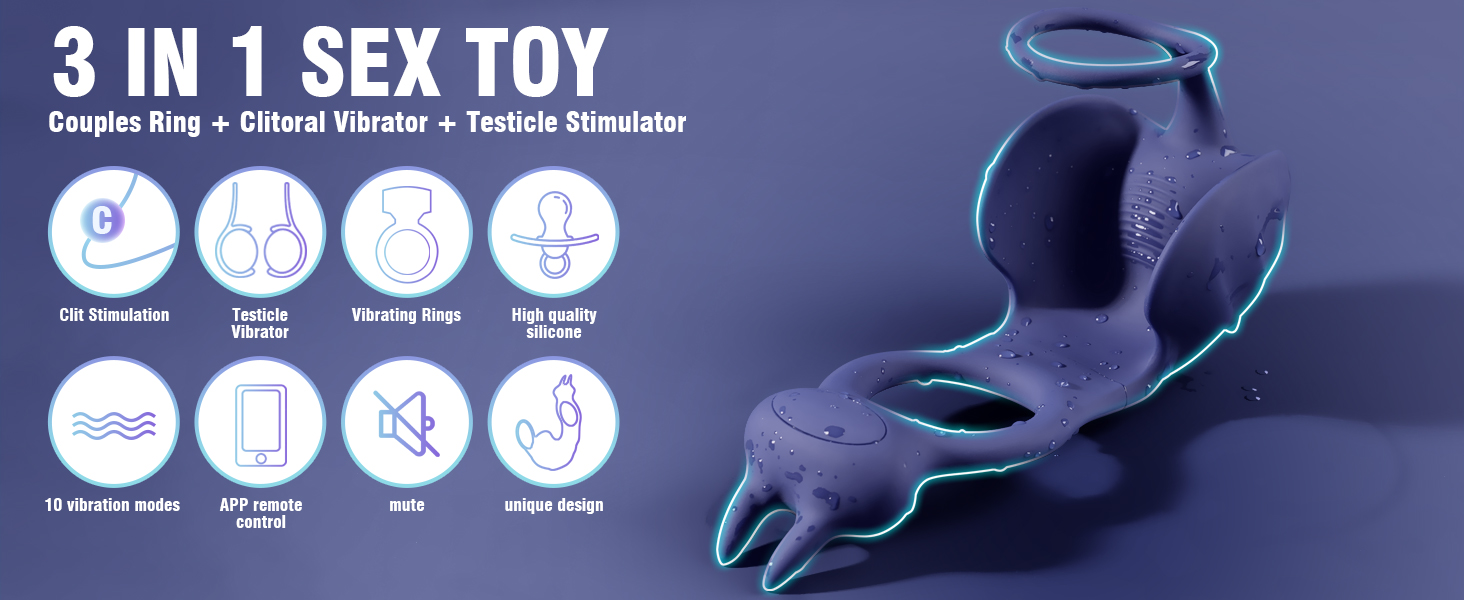 3 IN 1 SEX TOY
Couples Ring + Clitoral Vibrator + Testicle Stimulator
C
Clit Stimulation
Testicle
Vibrator
Vibrating Rings
High quality
silicone
10 vibration modes
APP remote
control
mute
unique design